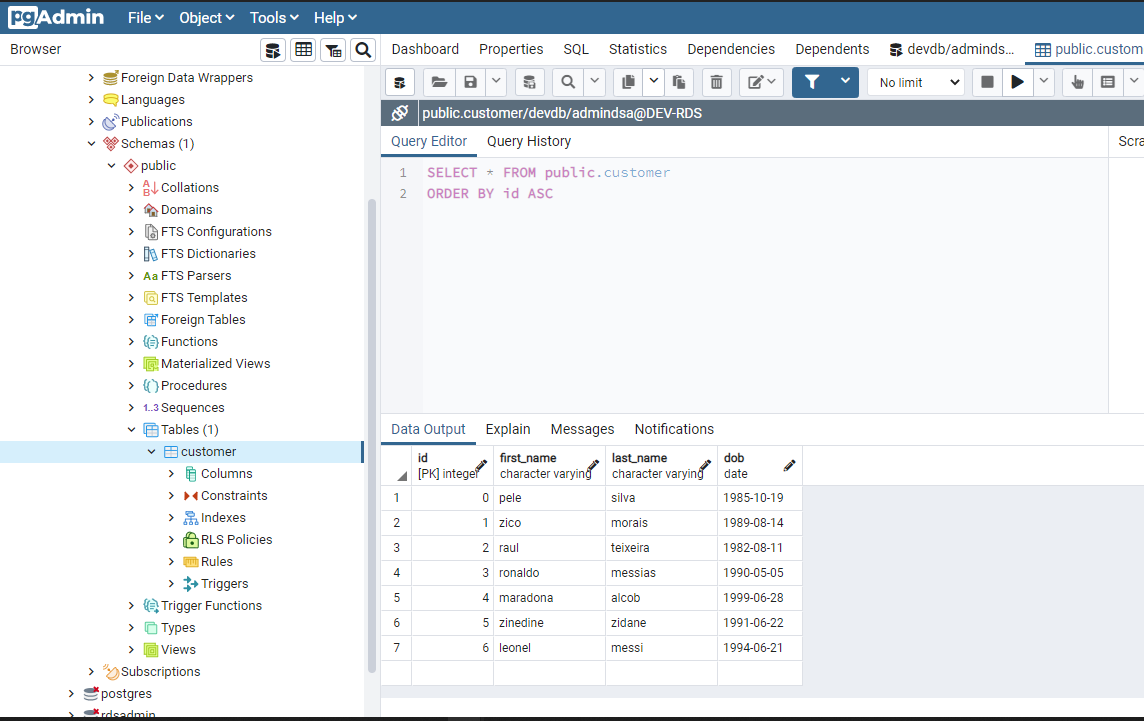 pgAdmin File Object Tools Help
Browser
Dashboard Properties SQL Statistics Dependencies Dependents devdb/adminds... public.custom
No limit
public.customer/devdb/admindsa@DEV-RDS
Query Editor Query History Scra
1 SELECT * FROM public.customer
2 ORDER BY id ASC
Foreign Data Wrappers
Languages
Publications
Schemas (1)
public
Collations
Domains
FTS Configurations
FTS Dictionaries
Aa FTS Parsers
FTS Templates
Foreign Tables
Functions
Materialized Views
Procedures
1..3 Sequences
Tables (1)
customer
Columns
Constraints
Indexes
RLS Policies
Rules
Triggers
Trigger Functions
Types
Views
Subscriptions
postgres
rdsadmin
Data Output Explain Messages Notifications
id first_name last_name dob
[PK] integer character varying character varying date
1 0 pele silva 1985-10-19
2 1 zico morais 1989-08-14
3 2 raul teixeira 1982-08-11
4 3 ronaldo messias 1990-05-05
5 4 maradona alcob 1999-06-28
6 5 zinedine zidane 1991-06-22
7 6 leonel messi 1994-06-21